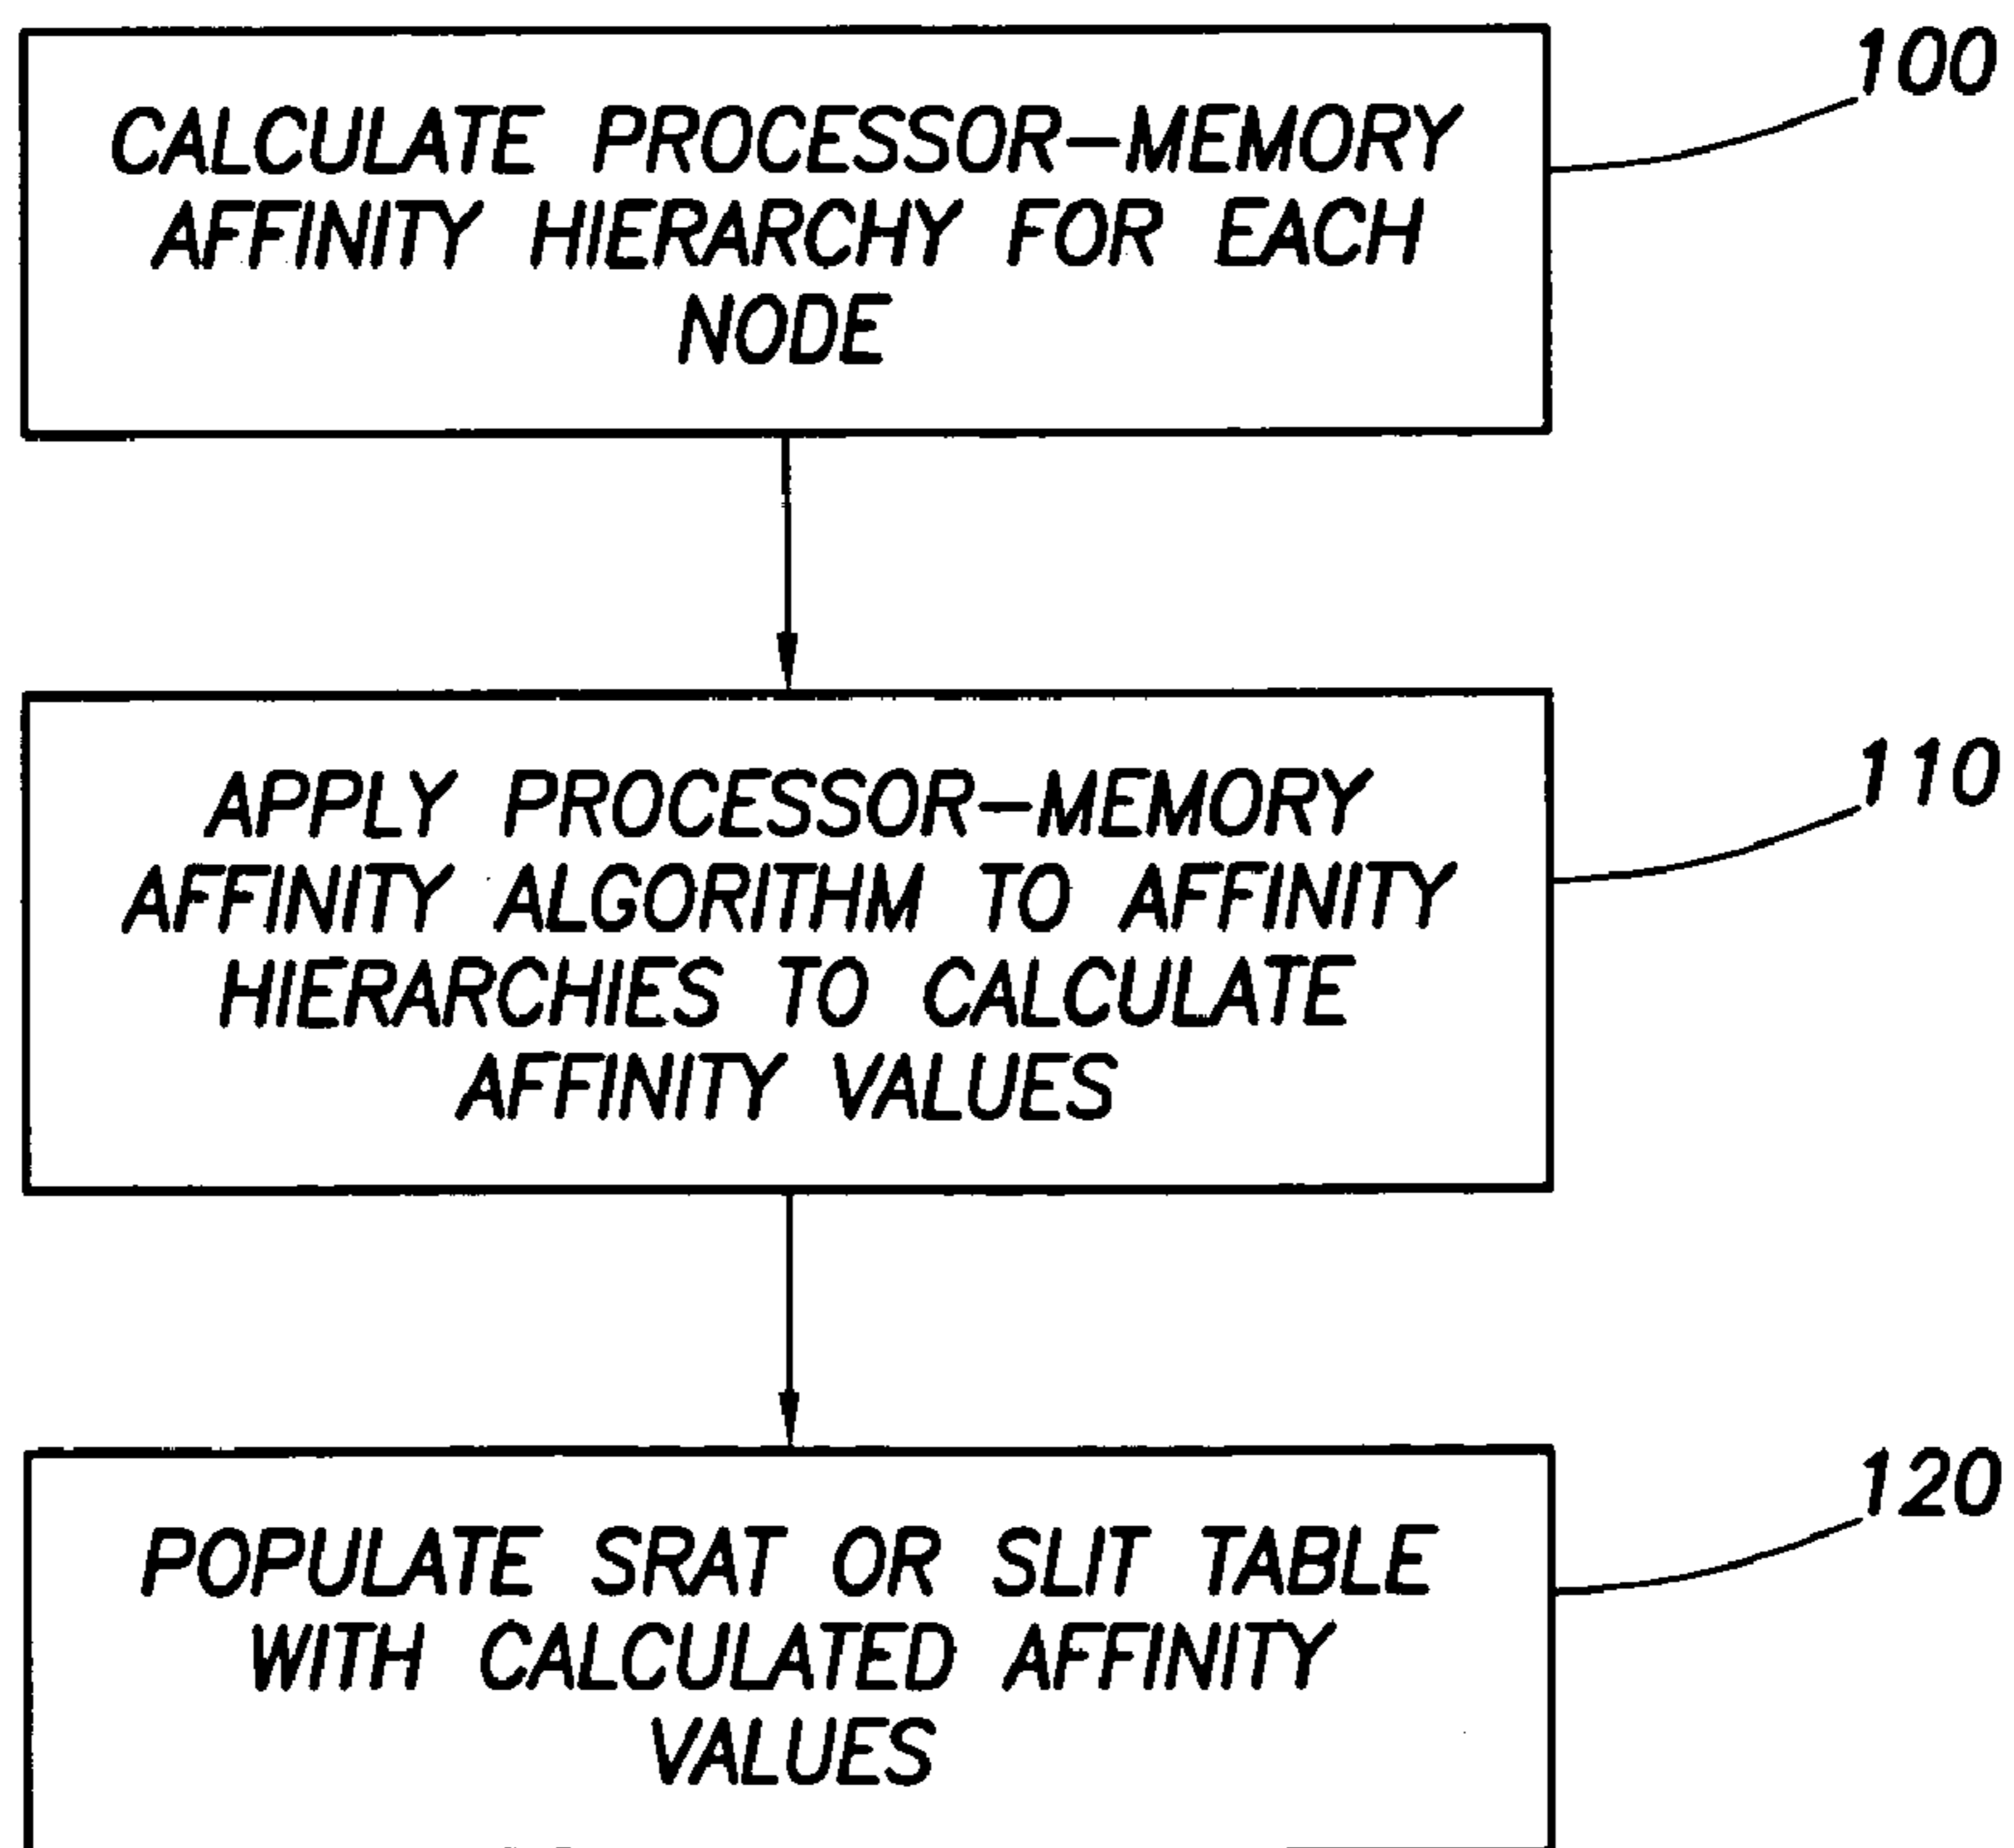 100
CALCULATE PROCESSOR–MEMORY
AFFINITY HIERARCHY FOR EACH
NODE
110
APPLY PROCESSOR–MEMORY
AFFINITY ALGORITHM TO AFFINITY
HIERARCHIES TO CALCULATE
AFFINITY VALUES
120
POPULATE SRAT OR SLIT TABLE
WITH CALCULATED AFFINITY
VALUES